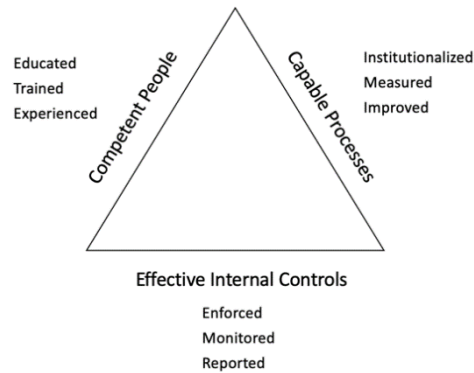 Educated
Trained
Experienced
Competent People
Capable Processes
Institutionalized
Measured
Improved
Effective Internal Controls
Enforced
Monitored
Reported